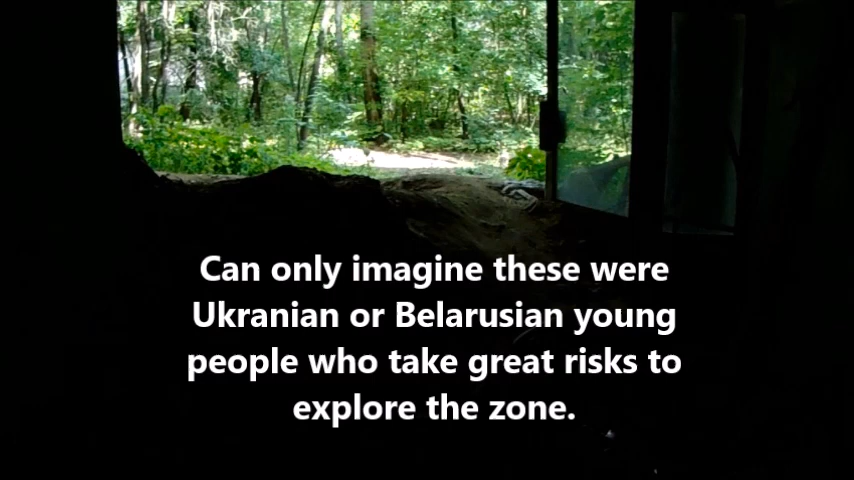 Can only imagine these were
Ukranian or Belarusian young
people who take great risks to
explore the zone.